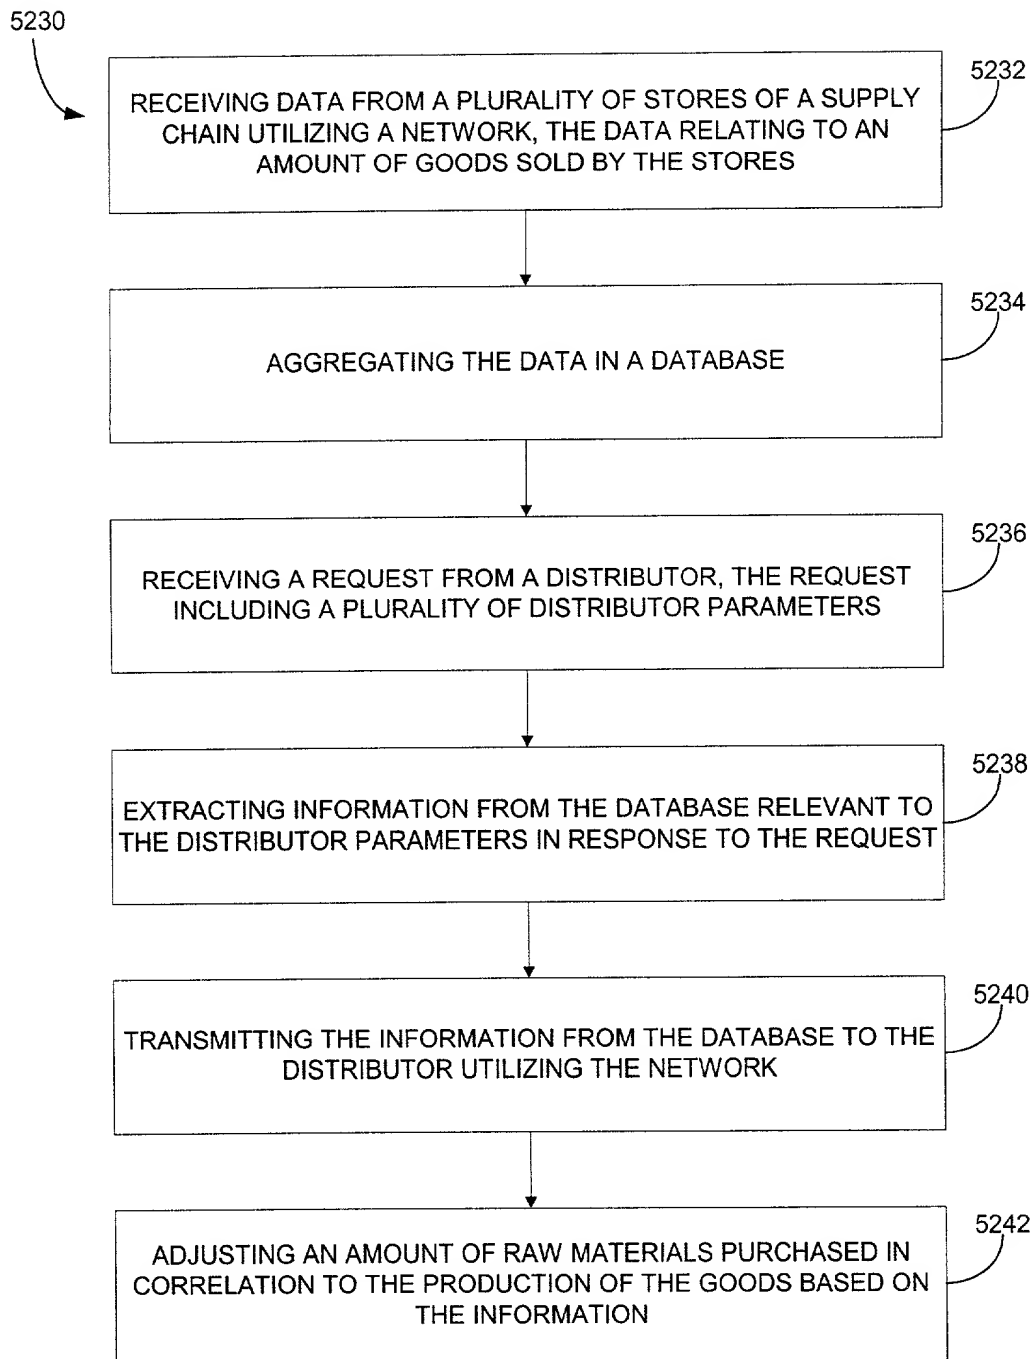 5230
5232
RECEIVING DATA FROM A PLURALITY OF STORES OF A SUPPLY
CHAIN UTILIZING A NETWORK, THE DATA RELATING TO AN
AMOUNT OF GOODS SOLD BY THE STORES
5234
AGGREGATING THE DATA IN A DATABASE
5236
RECEIVING A REQUEST FROM A DISTRIBUTOR, THE REQUEST
INCLUDING A PLURALITY OF DISTRIBUTOR PARAMETERS
5238
EXTRACTING INFORMATION FROM THE DATABASE RELEVANT TO
THE DISTRIBUTOR PARAMETERS IN RESPONSE TO THE REQUEST
5240
TRANSMITTING THE INFORMATION FROM THE DATABASE TO THE
DISTRIBUTOR UTILIZING THE NETWORK
5242
ADJUSTING AN AMOUNT OF RAW MATERIALS PURCHASED IN
CORRELATION TO THE PRODUCTION OF THE GOODS BASED ON
THE INFORMATION